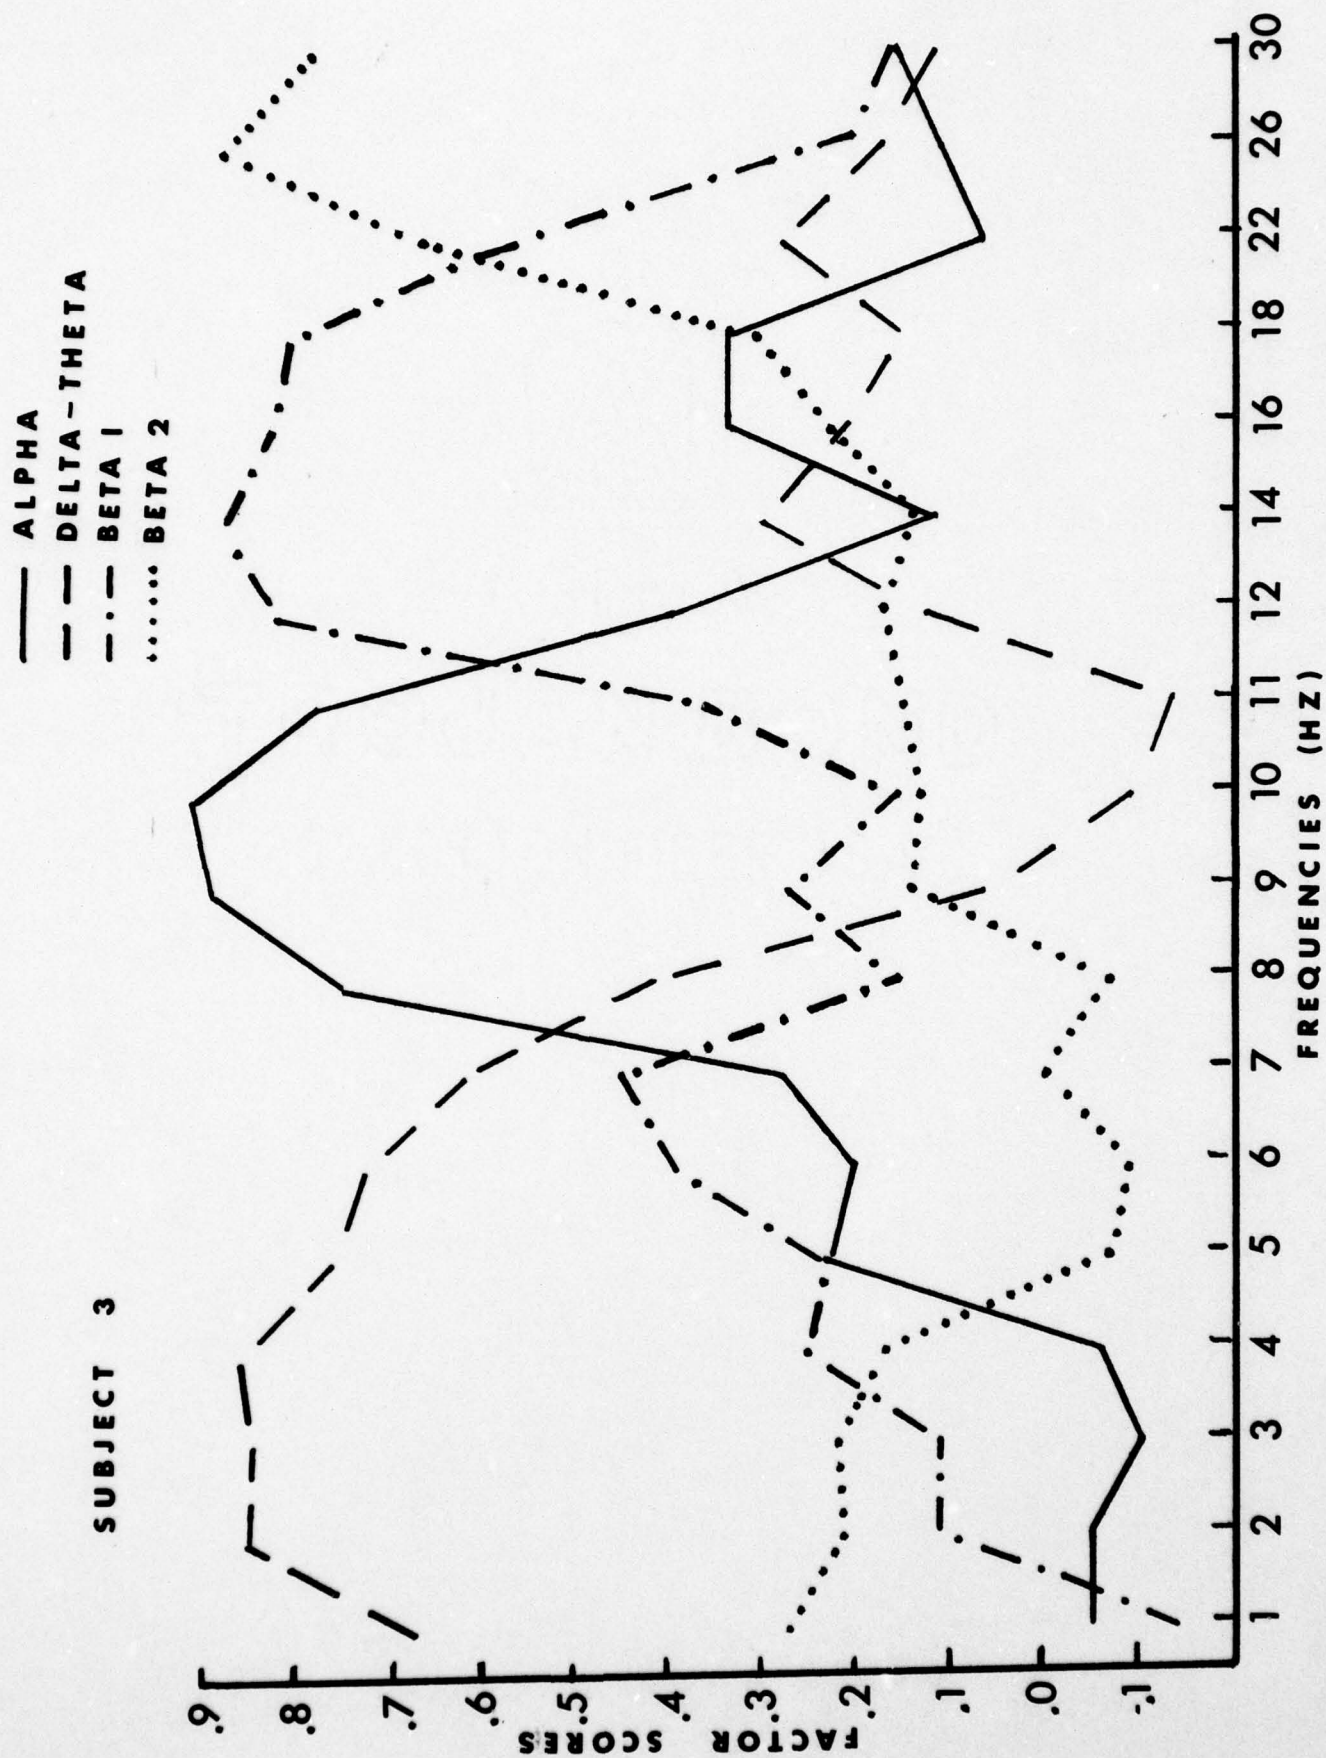 SUBJECT 3
ALPHA
DELTA-THETA
BETA 1
BETA 2
FACTOR SCORES
.9
.8
.7
.6
.5
.4
.3
.2
.1
.0
-.1
1 2 3 4 5 6 7 8 9 10 11 12 14 16 18 22 26 30
FREQUENCIES (HZ)